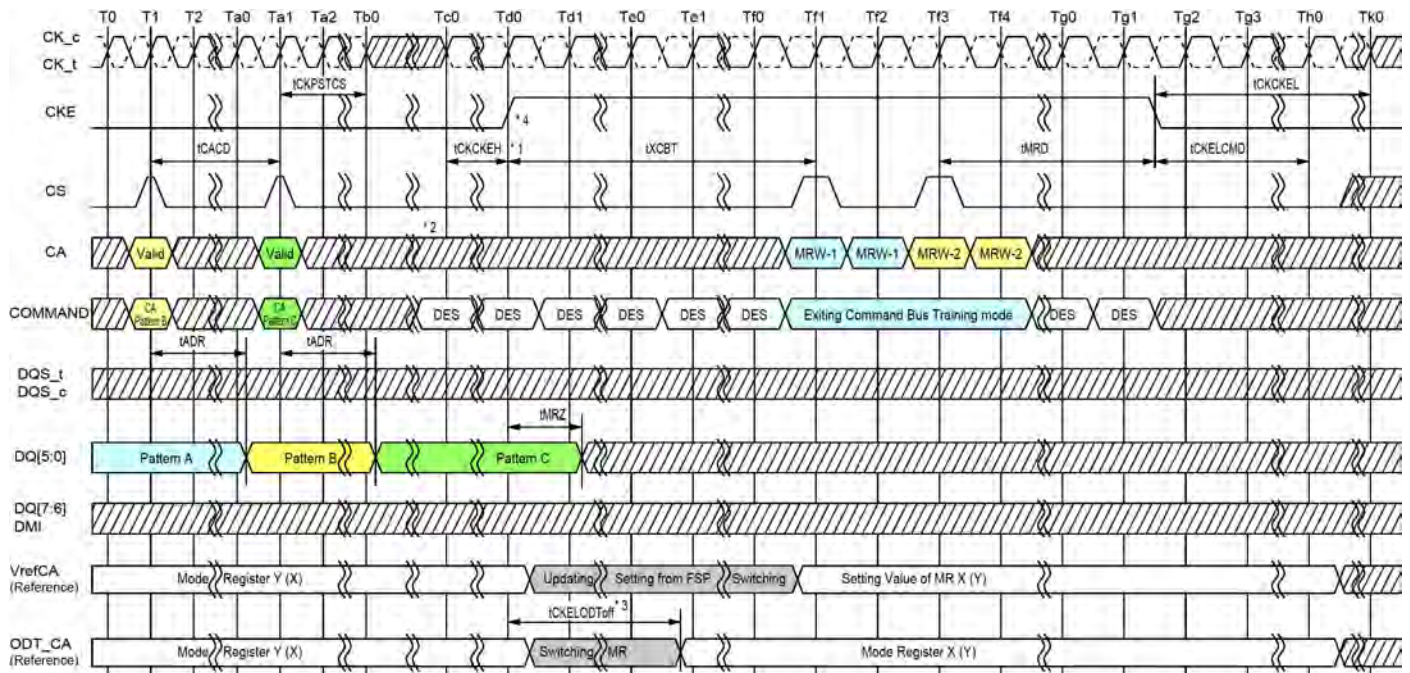 T0 T1 T2 Ta0 Ta1 Ta2 Tb0 Tc0 Td0 Td1 Te0 Te1 Tf0 Tf1 Tf2 Tf3 Tf4 Tg0 Tg1 Tg2 Tg3 Th0 Tk0
CK_c
CK_t
tCKPSTCS tCKCKEL
CKE
*4
tCACD tCKCKEH *1 tXCBT tMRD tCKELCMD
CS
*2
CA Valid Valid MRW-1 MRW-1 MRW-2 MRW-2
COMMAND CA Pattern B CA Pattern C DES DES DES DES DES DES Exiting Command Bus Training mode DES DES
tADR tADR
DQS_t
DQS_c
tMRZ
DQ[5:0] Pattern A Pattern B Pattern C
DQ[7:6]
DMI
VrefCA Mode Register Y (X) Updating Setting from FSP Switching Setting Value of MR X (Y)
(Reference)
tCKELODToff *3
ODT_CA Mode Register Y (X) Switching MR Mode Register X (Y)
(Reference)